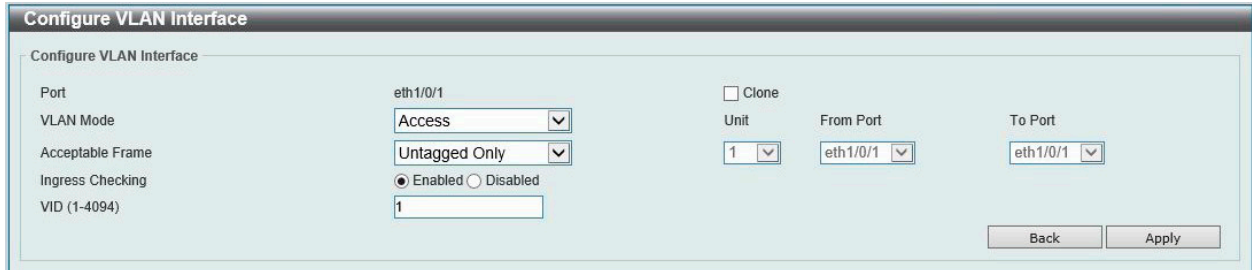 Configure VLAN Interface
Configure VLAN Interface
Port eth1/0/1 Clone
VLAN Mode Access Unit From Port To Port
Acceptable Frame Untagged Only 1 eth1/0/1 eth1/0/1
Ingress Checking Enabled Disabled
VID (1-4094) 1
Back Apply